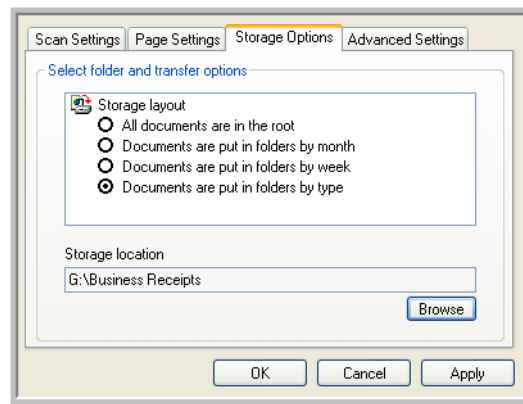 Scan Settings Page Settings Storage Options Advanced Settings
Select folder and transfer options
Storage layout
All documents are in the root
Documents are put in folders by month
Documents are put in folders by week
Documents are put in folders by type
Storage location
G:\Business Receipts
Browse
OK Cancel Apply